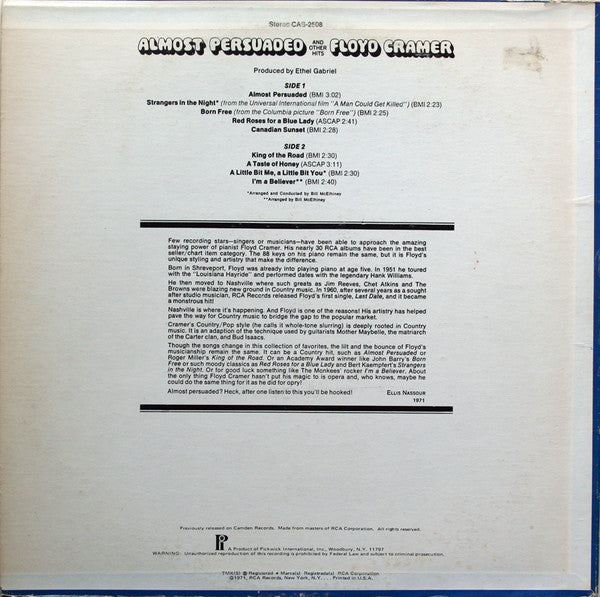 Stereo CAS-2508
ALMOST PERSUADED AND OTHER HITS FLOYD CRAMER
Produced by Ethel Gabriel
SIDE 1
Almost Persuaded (BMI 3:02)
Strangers in the Night* (from the Universal International film "A Man Could Get Killed") (BMI 2:23)
Born Free (from the Columbia picture "Born Free") (BMI 2:25)
Red Roses for a Blue Lady (ASCAP 2:41)
Canadian Sunset (BMI 2:28)
SIDE 2
King of the Road (BMI 2:30)
A Taste of Honey (ASCAP 3:11)
A Little Bit Me, a Little Bit You* (BMI 2:30)
I'm a Believer** (BMI 2:40)
*Arranged and Conducted by Bill McElhiney
**Arranged by Bill McElhiney
Few recording stars—singers or musicians—have been able to approach the amazing
staying power of pianist Floyd Cramer. His nearly 30 RCA albums have been in the best
seller/chart item category. The 88 keys on his piano remain the same, but it is Floyd's
unique styling and artistry that make the difference.
Born in Shreveport, Floyd was already into playing piano at age five. In 1951 he toured
with the "Louisiana Hayride" and performed dates with the legendary Hank Williams.
He then moved to Nashville where such greats as Jim Reeves, Chet Atkins and The
Browns were blazing new ground in Country music. In 1960, after several years as a sought
after studio musician, RCA Records released Floyd's first single, Last Date, and it became
a monstrous hit!
Nashville is where it's happening. And Floyd is one of the reasons! His artistry has helped
pave the way for Country music to bridge the gap to the popular market.
Cramer's Country/Pop style (he calls it whole-tone slurring) is deeply rooted in Country
music. It is an adaption of the technique used by guitarists Mother Maybelle, the matriarch
of the Carter clan, and Bud Isaacs.
Though the songs change in this collection of favorites, the lilt and the bounce of Floyd's
musicianship remain the same. It can be a Country hit, such as Almost Persuaded or
Roger Miller's King of the Road. Or an Academy Award winner like John Barry's Born
Free or such moody classics as Red Roses for a Blue Lady and Bert Kaempfert's Strangers
in the Night. Or for good luck something like The Monkees' rocker I'm a Believer. About
the only thing Floyd Cramer hasn't put his magic to is opera and, who knows, maybe he
could do the same thing for it as he did for opry!
Almost persuaded? Heck, after one listen to this you'll be hooked!
ELLIS NASSOUR
1971
Previously released on Camden Records. Made from masters of RCA Corporation. All rights reserved.
A Product of Pickwick International, Inc., Woodbury, N.Y. 11797
WARNING: Unauthorized reproduction of this recording is prohibited by Federal Law and subject to criminal prosecution.
TMK(S) ® Registered • Marca(s) Registrada(s) RCA Corporation
©1971, RCA Records, New York, N.Y. . . . Printed in U.S.A.